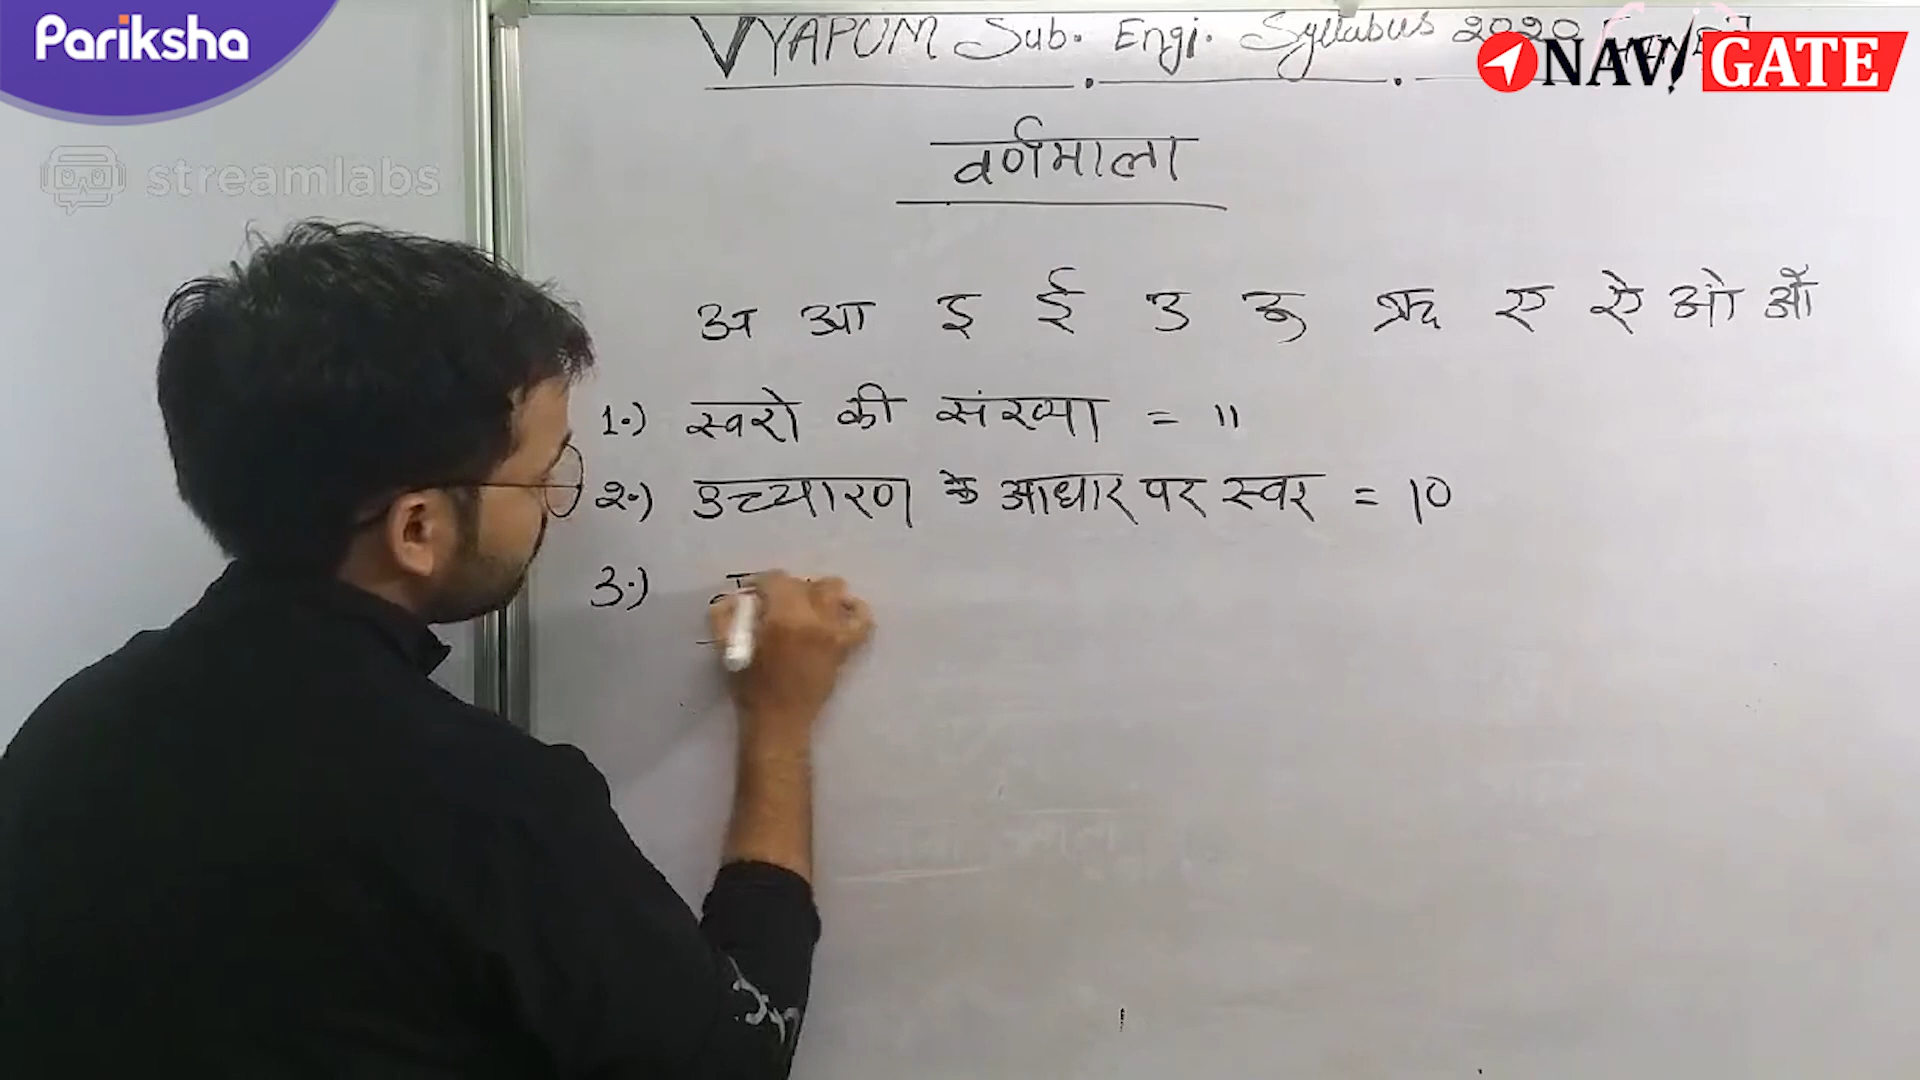 Pariksha
streamlabs
VYAPUM Sub. Engi. Syllabus 2020
NAV!GATE
वर्णमाला
अ आ इ ई उ ऊ ऋ ए ऐ ओ औ
1.) स्वरो की संख्या = 11
2.) उच्चारण के आधार पर स्वर = 10
3.)